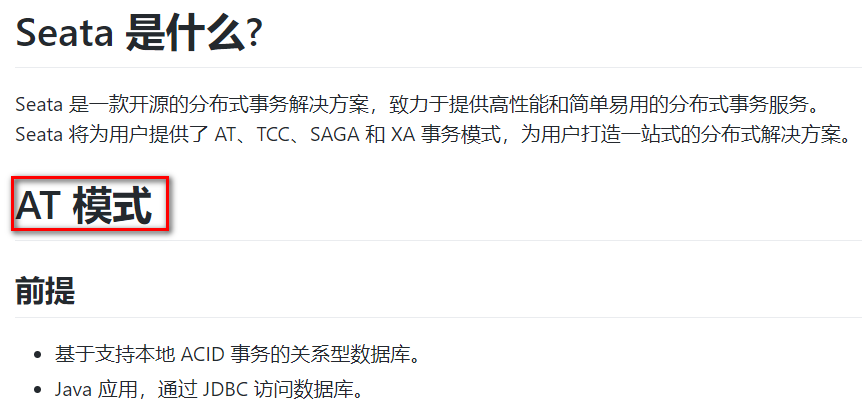 Seata 是什么?
Seata 是一款开源的分布式事务解决方案，致力于提供高性能和简单易用的分布式事务服务。
Seata 将为用户提供了 AT、TCC、SAGA 和 XA 事务模式，为用户打造一站式的分布式解决方案。
AT 模式
前提
• 基于支持本地 ACID 事务的关系型数据库。
• Java 应用，通过 JDBC 访问数据库。